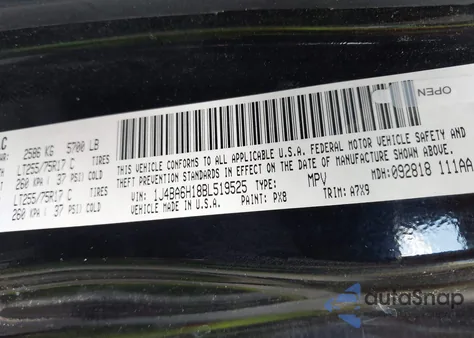 LC
2586 KG 5700 LB
LT255/75R17 C TIRES
260 KPA ( 37 PSI) COLD
LT255/75R17 C TIRES
260 KPA ( 37 PSI) COLD
OPEN
THIS VEHICLE CONFORMS TO ALL APPLICABLE U.S.A. FEDERAL MOTOR VEHICLE SAFETY AND
THEFT PREVENTION STANDARDS IN EFFECT ON THE DATE OF MANUFACTURE SHOWN ABOVE.
VIN: 1J4BA6H18BL519525 TYPE: MPV MDH:092818 111AA
VEHICLE MADE IN U.S.A. PAINT: PX8 TRIM: A7X9
autoSnap